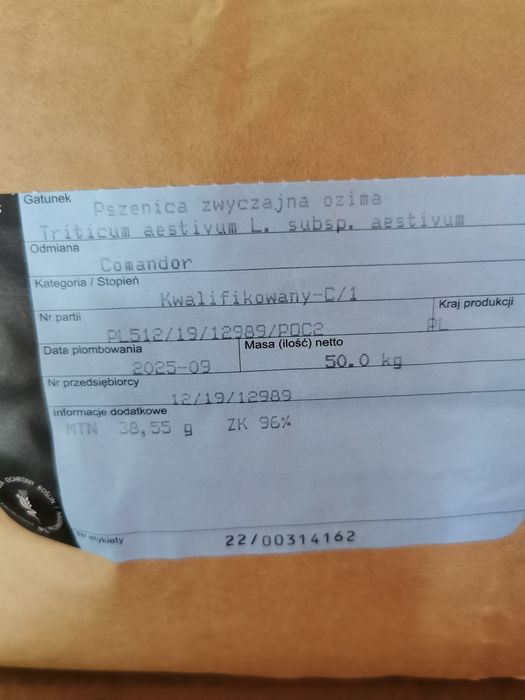 Gatunek
Pszenica zwyczajna ozima
Triticum aestivum L. subsp. aestivum
Odmiana
Comandor
Kategoria / Stopień
Kwalifikowany-C/1
Nr partii
Kraj produkcji
PL512/19/12989/POC2
PL
Data plombowania
Masa (ilość) netto
2025-09
50.0 kg
Nr przedsiębiorcy
12/19/12989
Informacje dodatkowe
MTN 38,55 g ZK 96%
Nr etykiety
22/00314162
OCHRONY ROŚLIN I